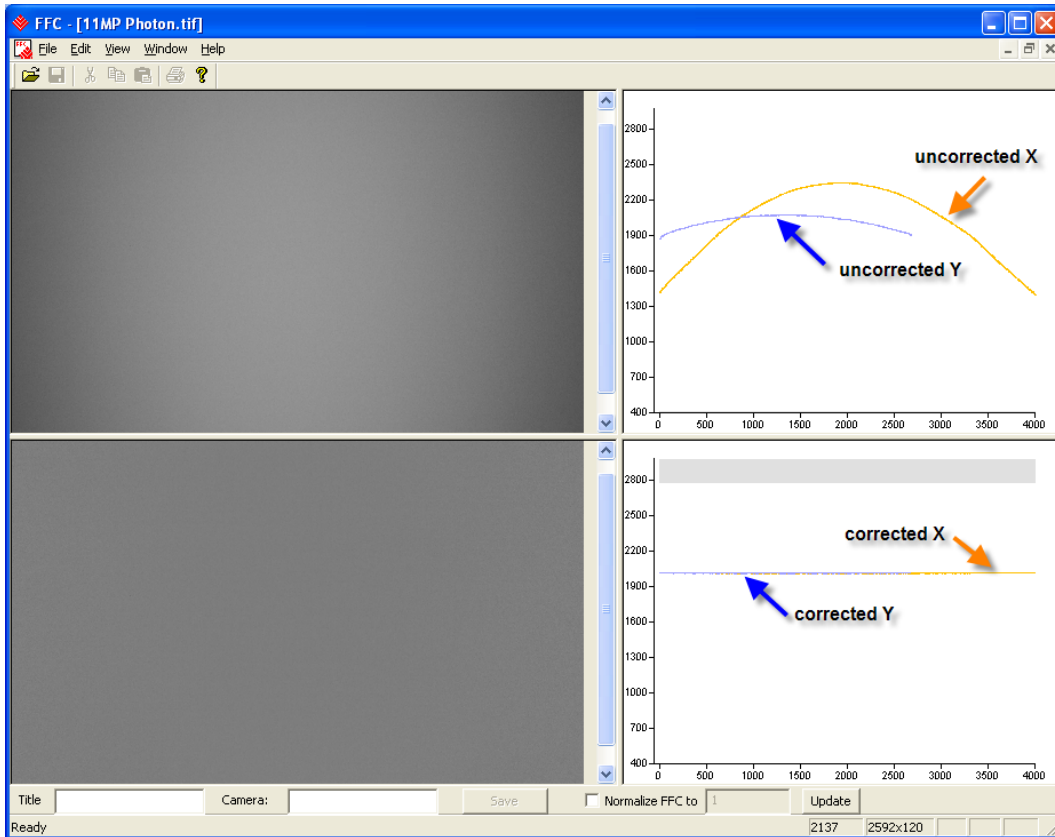 FFC - [11MP Photon.tif]
FFC
File Edit View Window Help
2800
2500
2200
1900
1600
1300
1000
700
400
0 500 1000 1500 2000 2500 3000 3500 4000
uncorrected X
uncorrected Y
2800
2500
2200
1900
1600
1300
1000
700
400
0 500 1000 1500 2000 2500 3000 3500 4000
corrected X
corrected Y
Title Camera: Save Normalize FFC to 1 Update
Ready 2137 2592x120